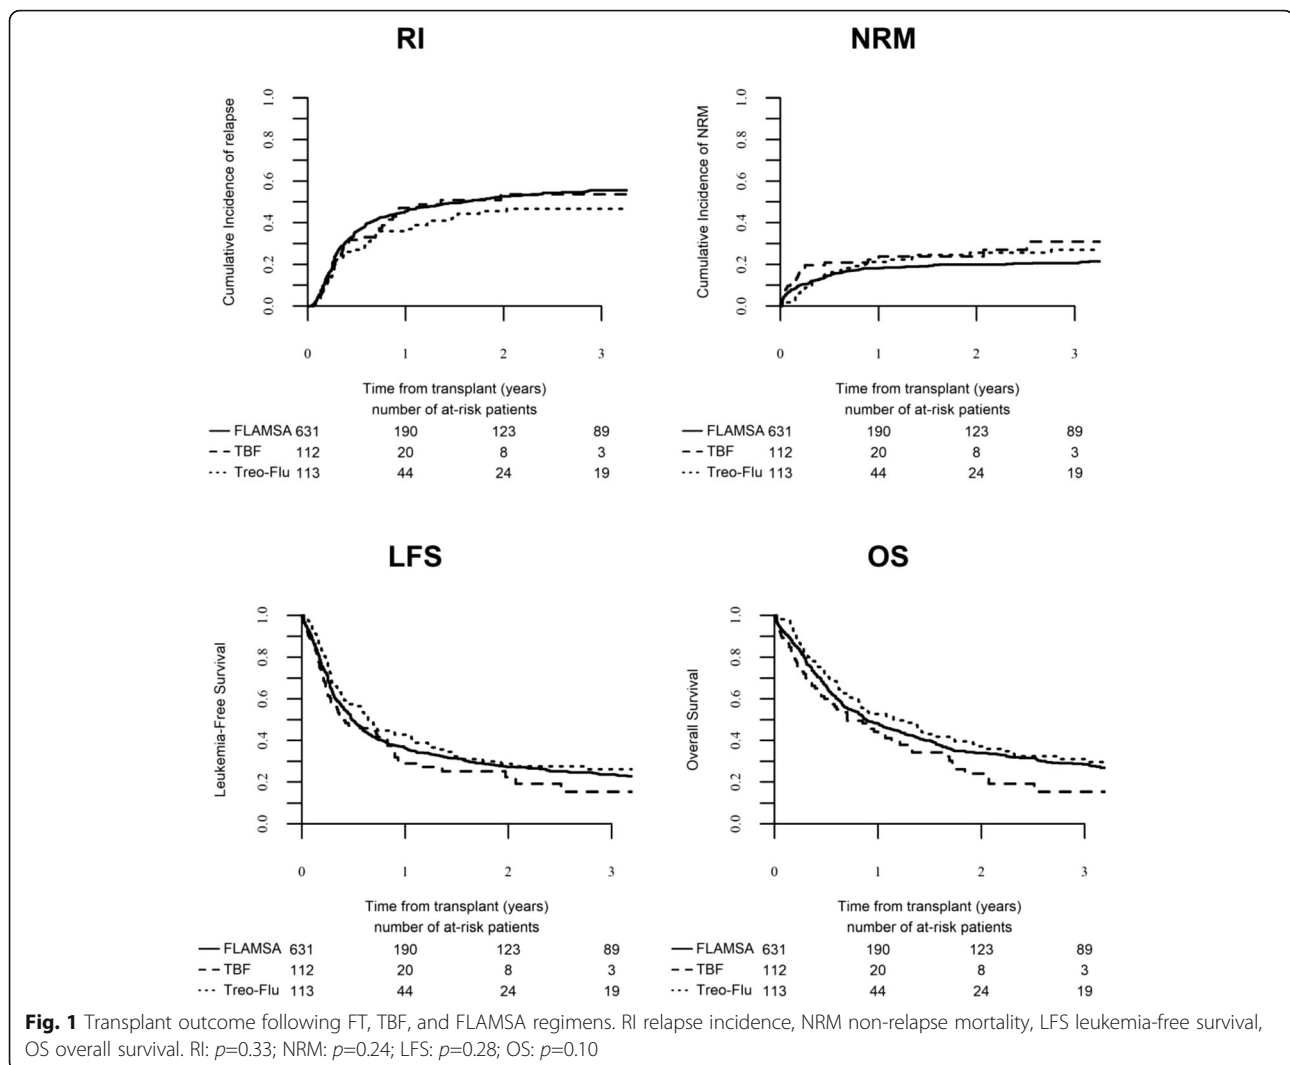 RI
Cumulative Incidence of relapse
1.0
0.8
0.6
0.4
0.2
0.0
0 1 2 3
Time from transplant (years)
number of at-risk patients
FLAMSA 631 190 123 89
TBF 112 20 8 3
Treo-Flu 113 44 24 19
NRM
Cumulative Incidence of NRM
1.0
0.8
0.6
0.4
0.2
0.0
0 1 2 3
Time from transplant (years)
number of at-risk patients
FLAMSA 631 190 123 89
TBF 112 20 8 3
Treo-Flu 113 44 24 19
LFS
Leukemia-Free Survival
1.0
0.8
0.6
0.4
0.2
0.0
0 1 2 3
Time from transplant (years)
number of at-risk patients
FLAMSA 631 190 123 89
TBF 112 20 8 3
Treo-Flu 113 44 24 19
OS
Overall Survival
1.0
0.8
0.6
0.4
0.2
0.0
0 1 2 3
Time from transplant (years)
number of at-risk patients
FLAMSA 631 190 123 89
TBF 112 20 8 3
Treo-Flu 113 44 24 19
Fig. 1 Transplant outcome following FT, TBF, and FLAMSA regimens. RI relapse incidence, NRM non-relapse mortality, LFS leukemia-free survival,
OS overall survival. RI: p=0.33; NRM: p=0.24; LFS: p=0.28; OS: p=0.10